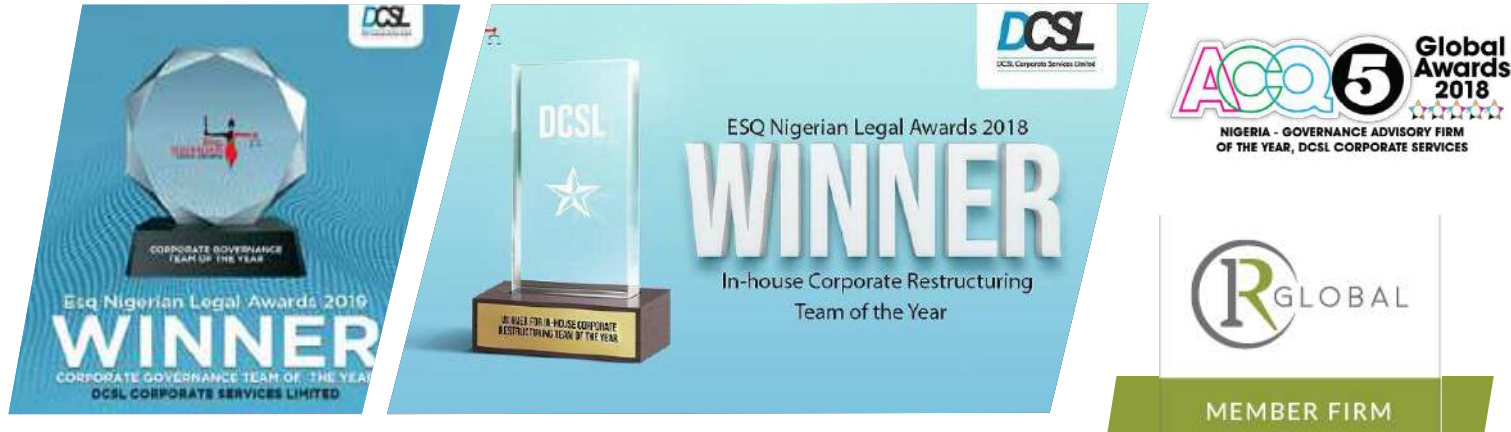 DCSL
CORPORATE GOVERNANCE
TEAM OF THE YEAR
Esq Nigerian Legal Awards 2019
WINNER
CORPORATE GOVERNANCE TEAM OF THE YEAR
DCSL CORPORATE SERVICES LIMITED
DCSL
DCSL Corporate Services Limited
DCSL
ESQ Nigerian Legal Awards 2018
WINNER
In-house Corporate Restructuring
Team of the Year
WINNER FOR IN-HOUSE CORPORATE
RESTRUCTURING TEAM OF THE YEAR
ACQ5
Global
Awards
2018
NIGERIA - GOVERNANCE ADVISORY FIRM
OF THE YEAR, DCSL CORPORATE SERVICES
IR GLOBAL
MEMBER FIRM